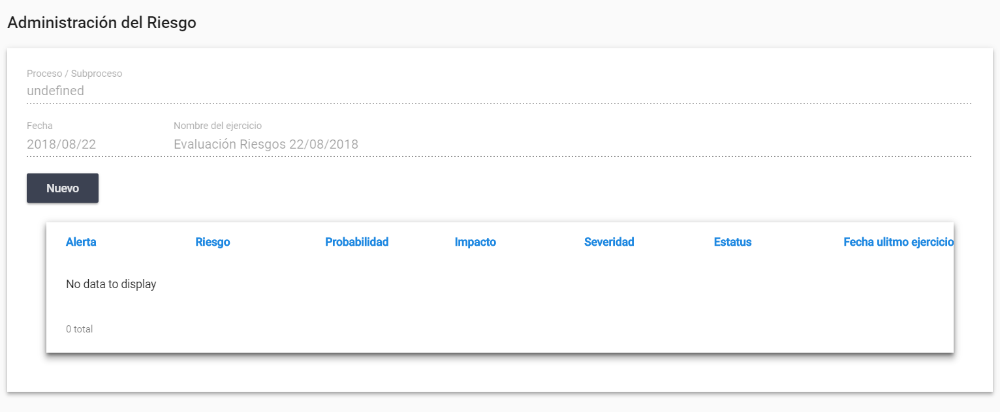 Administración del Riesgo
Proceso / Subproceso
undefined
Fecha Nombre del ejercicio
2018/08/22 Evaluación Riesgos 22/08/2018
Nuevo
Alerta Riesgo Probabilidad Impacto Severidad Estatus Fecha ulitmo ejercicio
No data to display
0 total